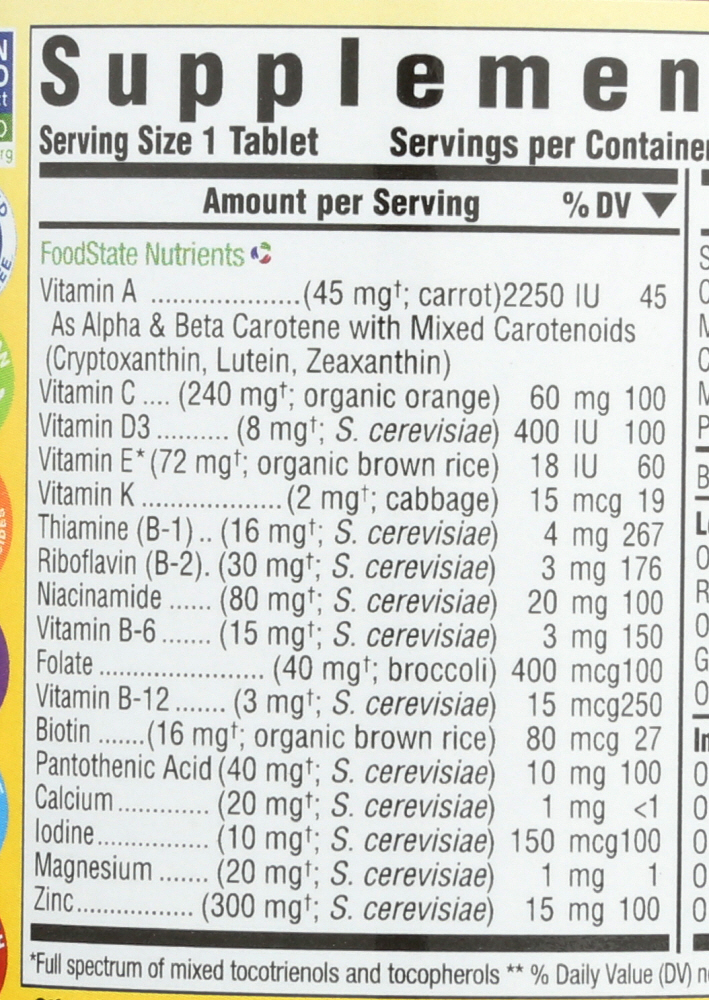 Supplemen
Serving Size 1 Tablet Servings per Container
Amount per Serving % DV ▼
FoodState Nutrients
Vitamin A ....................(45 mg†; carrot)2250 IU 45
As Alpha & Beta Carotene with Mixed Carotenoids
(Cryptoxanthin, Lutein, Zeaxanthin)
Vitamin C .... (240 mg†; organic orange) 60 mg 100
Vitamin D3 .......... (8 mg†; S. cerevisiae) 400 IU 100
Vitamin E* (72 mg†; organic brown rice) 18 IU 60
Vitamin K .................... (2 mg†; cabbage) 15 mcg 19
Thiamine (B-1) .. (16 mg†; S. cerevisiae) 4 mg 267
Riboflavin (B-2). (30 mg†; S. cerevisiae) 3 mg 176
Niacinamide ...... (80 mg†; S. cerevisiae) 20 mg 100
Vitamin B-6 ....... (15 mg†; S. cerevisiae) 3 mg 150
Folate ....................... (40 mg†; broccoli) 400 mcg100
Vitamin B-12 ....... (3 mg†; S. cerevisiae) 15 mcg250
Biotin .......(16 mg†; organic brown rice) 80 mcg 27
Pantothenic Acid (40 mg†; S. cerevisiae) 10 mg 100
Calcium ............. (20 mg†; S. cerevisiae) 1 mg <1
Iodine................ (10 mg†; S. cerevisiae) 150 mcg100
Magnesium ....... (20 mg†; S. cerevisiae) 1 mg 1
Zinc................. (300 mg†; S. cerevisiae) 15 mg 100
*Full spectrum of mixed tocotrienols and tocopherols ** % Daily Value (DV) n